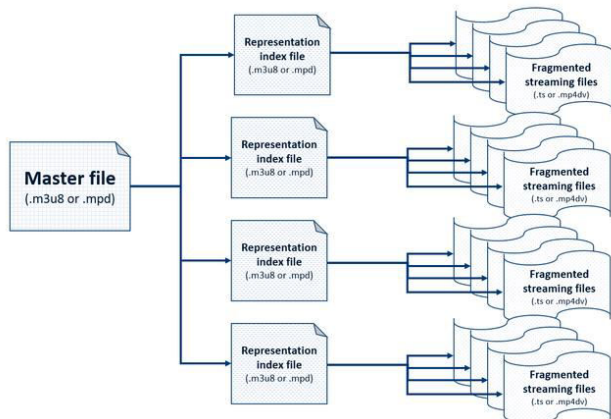 Representation
index file
(.m3u8 or .mpd)
Fragmented
streaming files
(.ts or .mp4dv)
Representation
index file
(.m3u8 or .mpd)
Fragmented
streaming files
(.ts or .mp4dv)
Master file
(.m3u8 or .mpd)
Representation
index file
(.m3u8 or .mpd)
Fragmented
streaming files
(.ts or .mp4dv)
Representation
index file
(.m3u8 or .mpd)
Fragmented
streaming files
(.ts or .mp4dv)